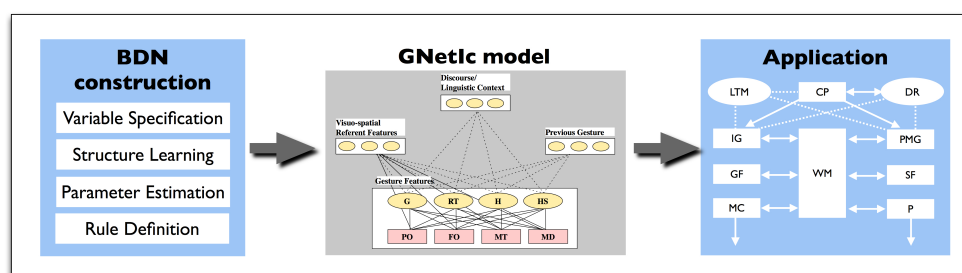 BDN
construction
Variable Specification
Structure Learning
Parameter Estimation
Rule Definition
GNetIc model
Discourse/
Linguistic Context
Visuo-spatial
Referent Features
Previous Gesture
Gesture Features
G RT H HS
PO FO MT MD
Application
LTM CP DR
IG PMG
GF WM SF
MC P